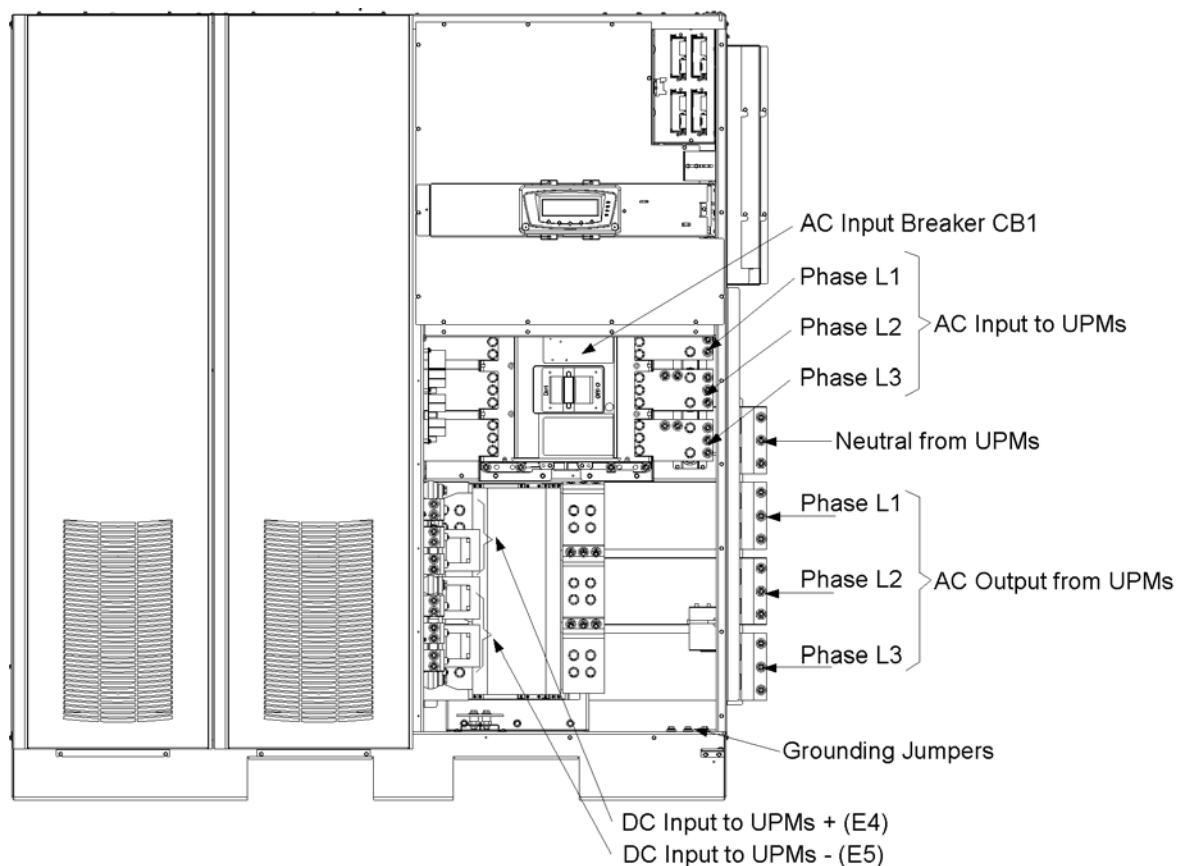 AC Input Breaker CB1
Phase L1
Phase L2
AC Input to UPMs
Phase L3
Neutral from UPMs
Phase L1
Phase L2
AC Output from UPMs
Phase L3
Grounding Jumpers
DC Input to UPMs + (E4)
DC Input to UPMs - (E5)